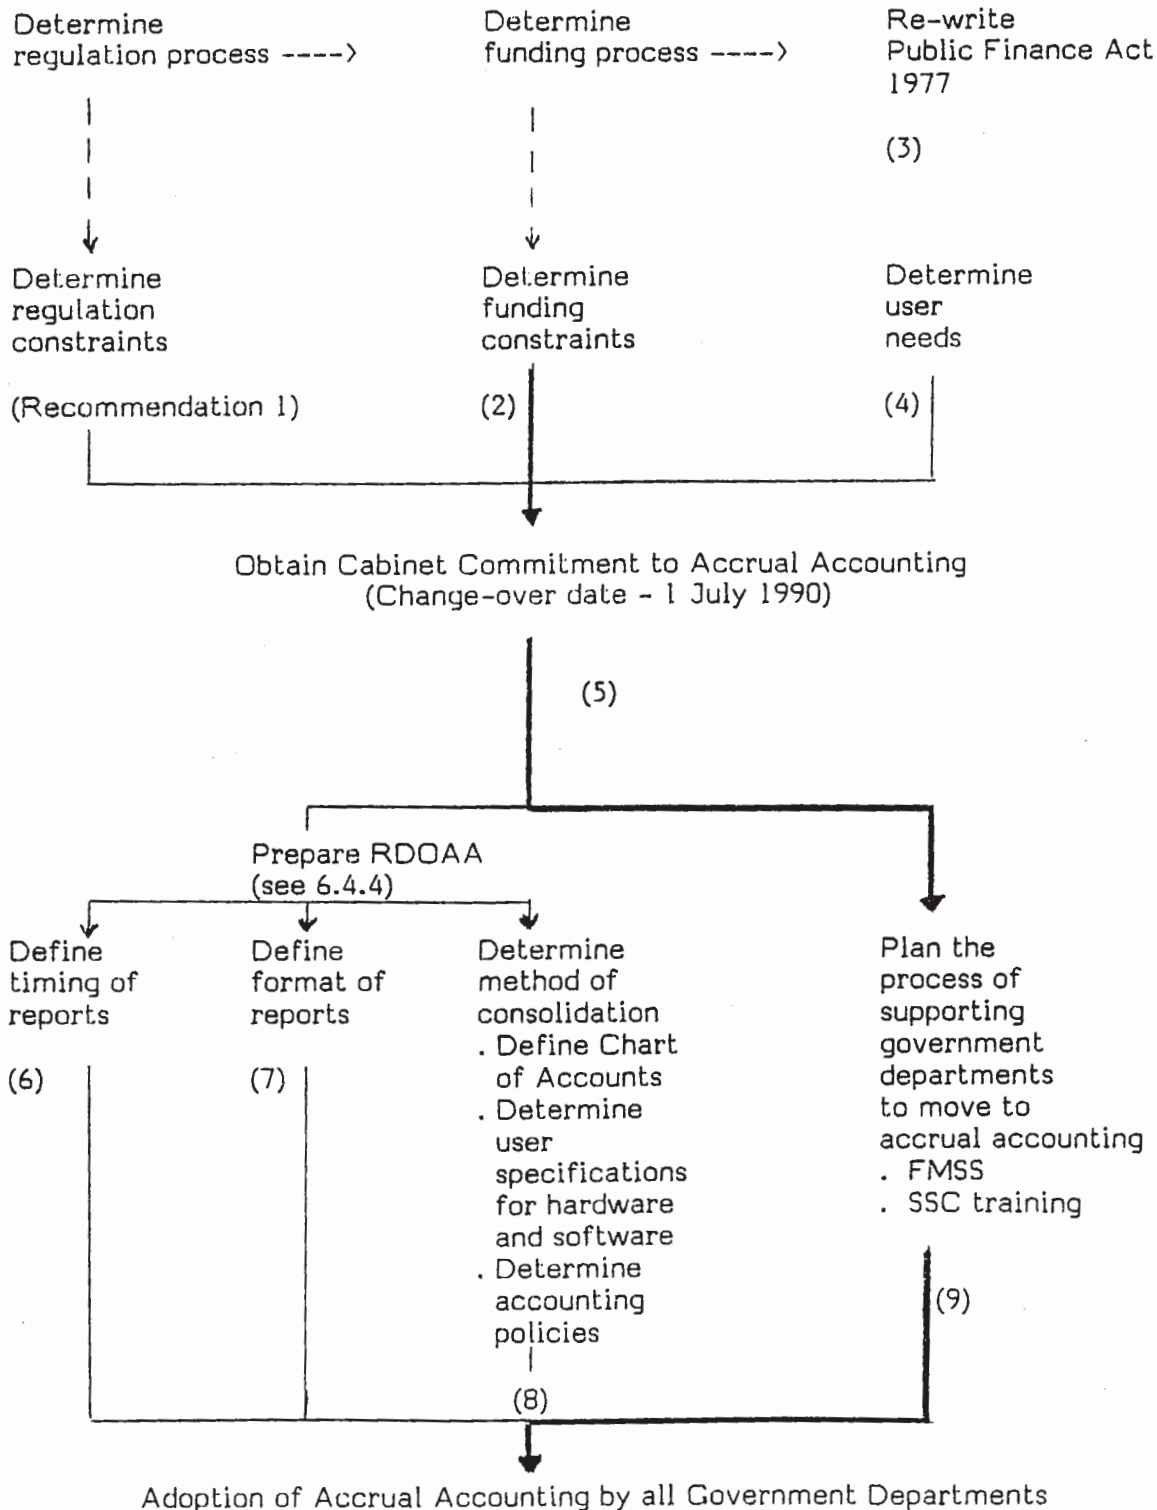 Determine
regulation process ---->
Determine
funding process ---->
Re-write
Public Finance Act
1977
(3)
Determine
regulation
constraints
(Recommendation 1)
Determine
funding
constraints
(2)
Determine
user
needs
(4)
Obtain Cabinet Commitment to Accrual Accounting
(Change-over date - 1 July 1990)
(5)
Prepare RDOAA
(see 6.4.4)
Define
timing of
reports
(6)
Define
format of
reports
(7)
Determine
method of
consolidation
. Define Chart
of Accounts
. Determine
user
specifications
for hardware
and software
. Determine
accounting
policies
(8)
Plan the
process of
supporting
government
departments
to move to
accrual accounting
. FMSS
. SSC training
(9)
Adoption of Accrual Accounting by all Government Departments